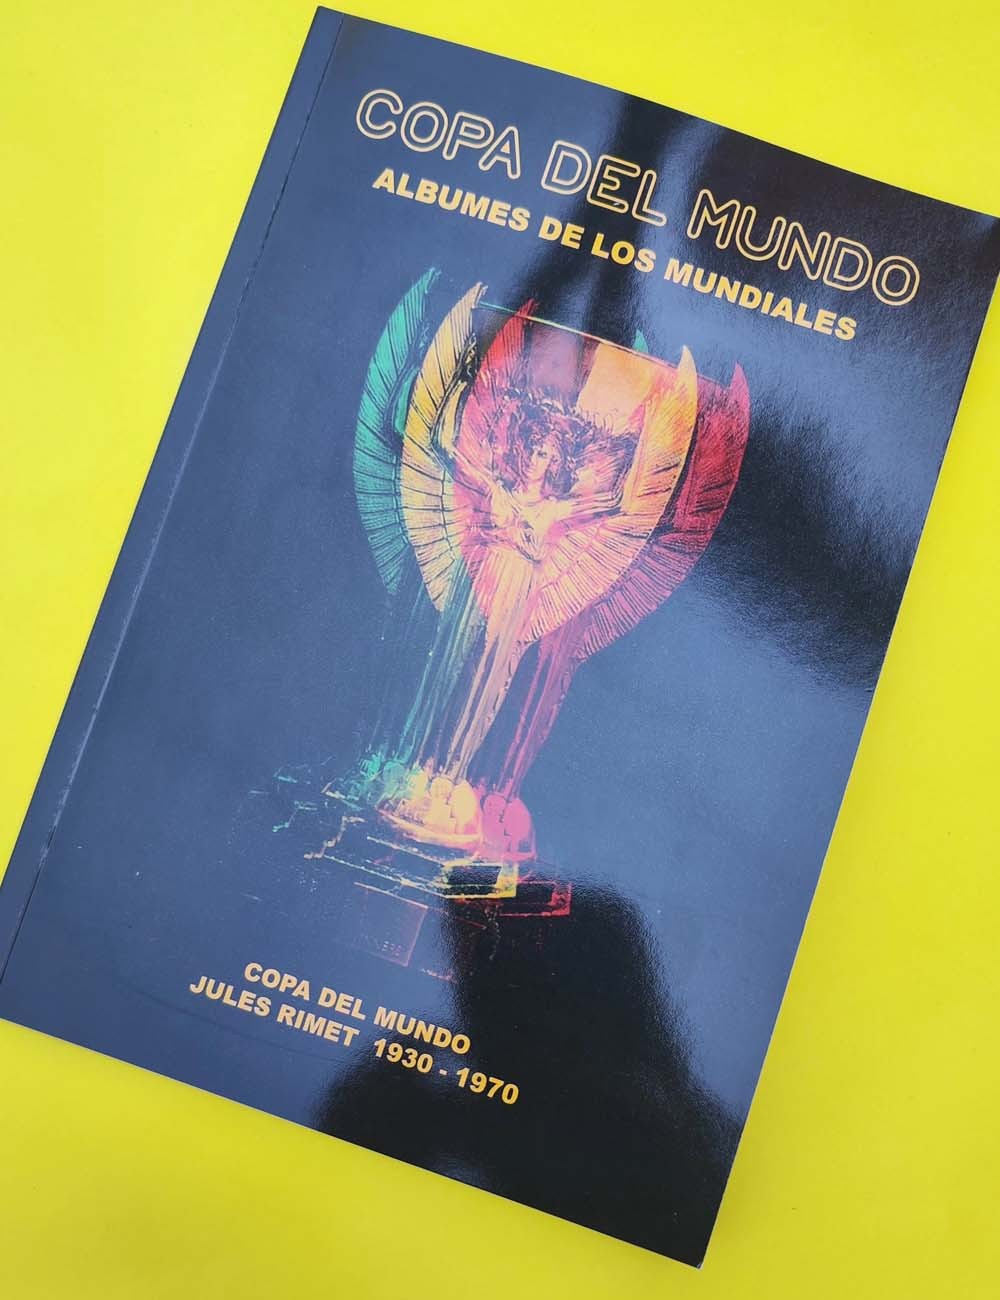 COPA DEL MUNDO
ALBUMES DE LOS MUNDIALES
COPA DEL MUNDO
JULES RIMET 1930 - 1970